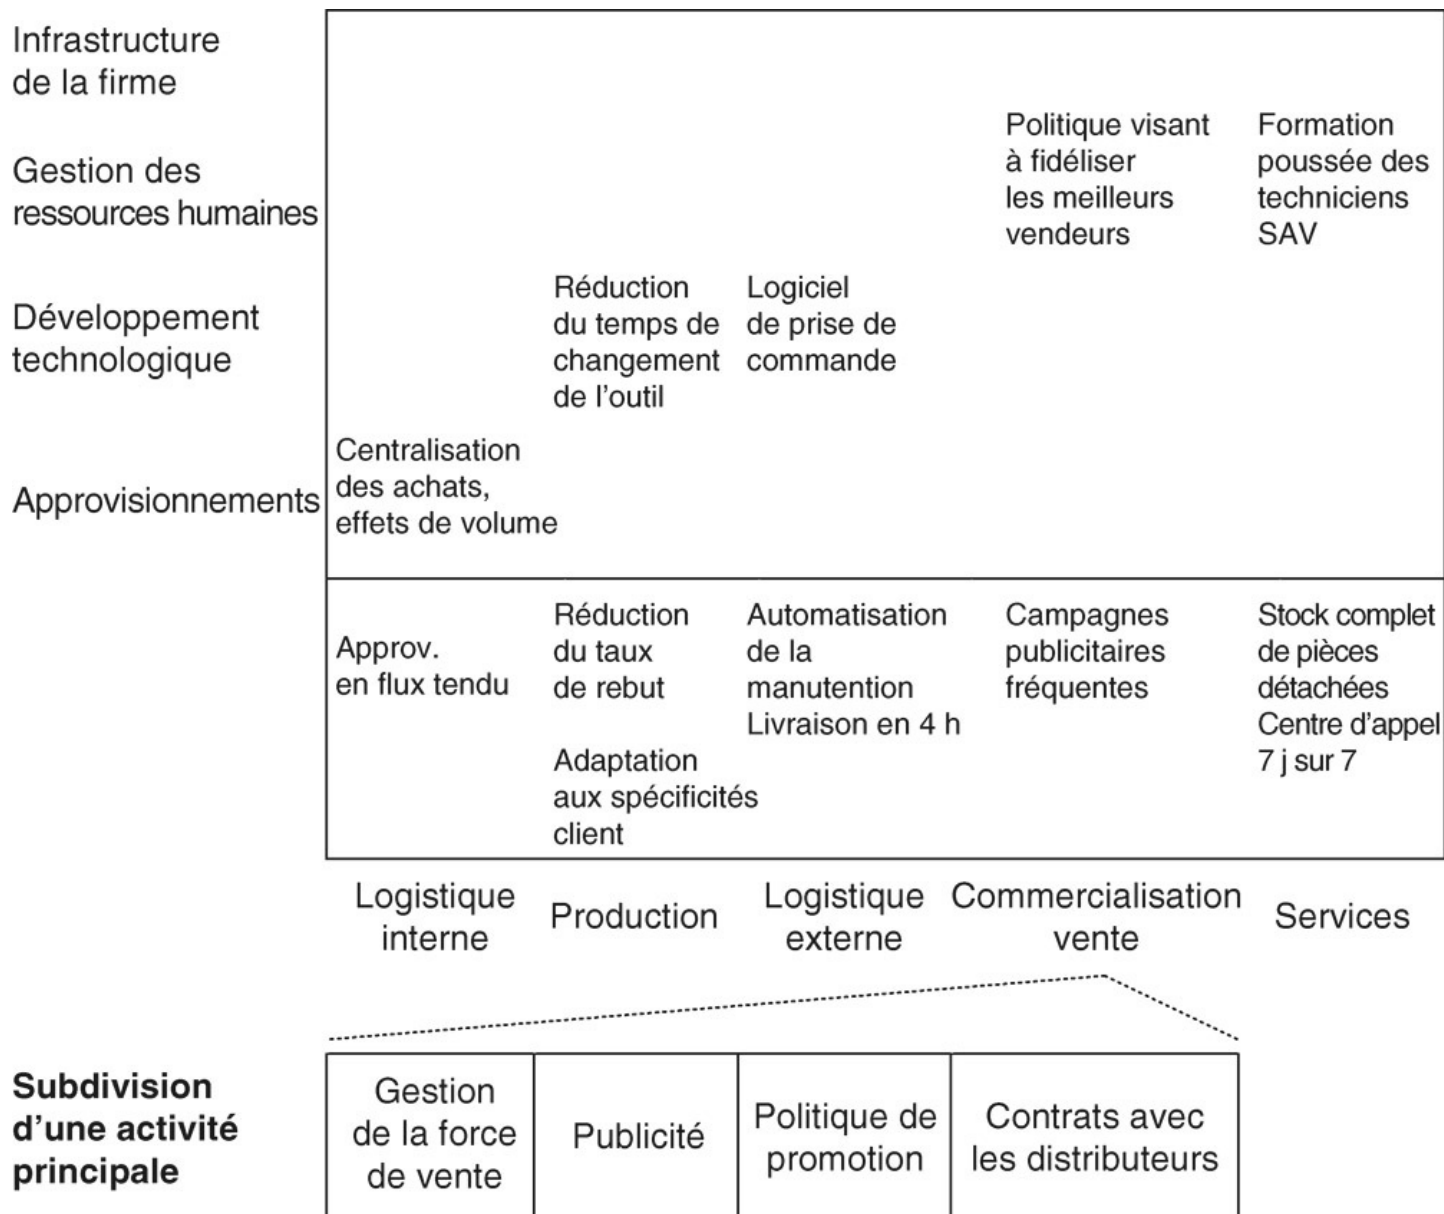 Infrastructure
de la firme
Gestion des
ressources humaines
Politique visant
à fidéliser
les meilleurs
vendeurs
Formation
poussée des
techniciens
SAV
Développement
technologique
Réduction
du temps de
changement
de l'outil
Logiciel
de prise de
commande
Approvisionnements
Centralisation
des achats,
effets de volume
Approv.
en flux tendu
Réduction
du taux
de rebut
Adaptation
aux spécificités
client
Automatisation
de la
manutention
Livraison en 4 h
Campagnes
publicitaires
fréquentes
Stock complet
de pièces
détachées
Centre d'appel
7 j sur 7
Logistique
interne
Production
Logistique
externe
Commercialisation
vente
Services
Subdivision
d'une activité
principale
Gestion
de la force
de vente
Publicité
Politique de
promotion
Contrats avec
les distributeurs